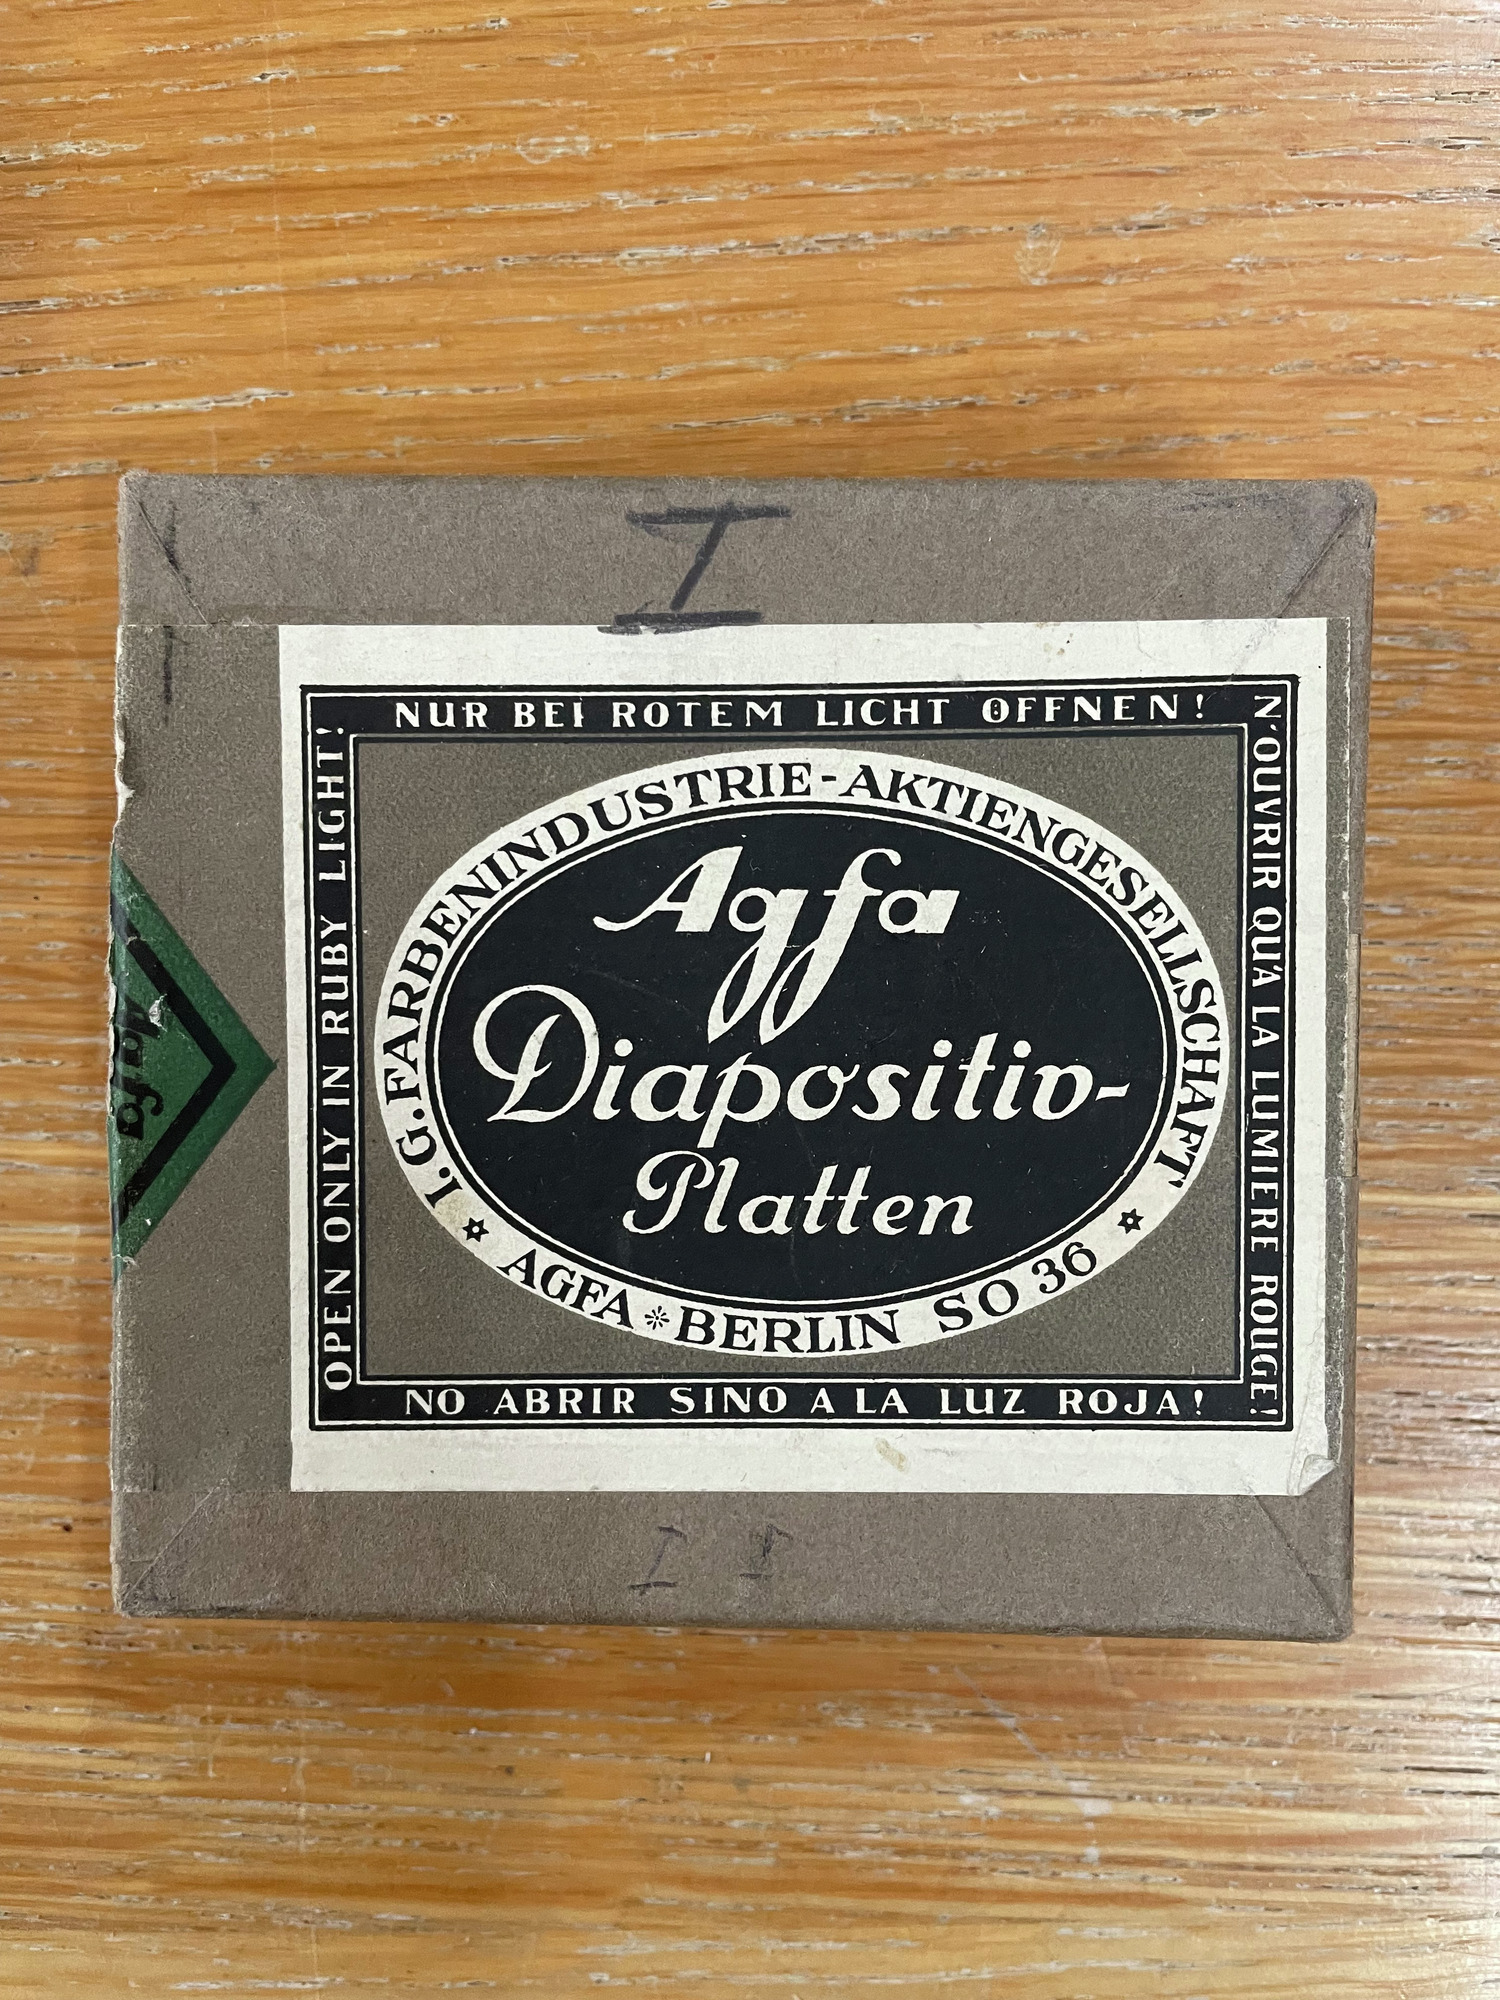 I
NUR BEI ROTEM LICHT ÖFFNEN!
OPEN ONLY IN RUBY LIGHT!
N'OUVRIR QU'À LA LUMIERE ROUGE!
I.G. FARBENINDUSTRIE-AKTIENGESELLSCHAFT
Agfa
Diapositiv-
Platten
AGFA * BERLIN SO 36
NO ABRIR SINO A LA LUZ ROJA!
Agfa
I I